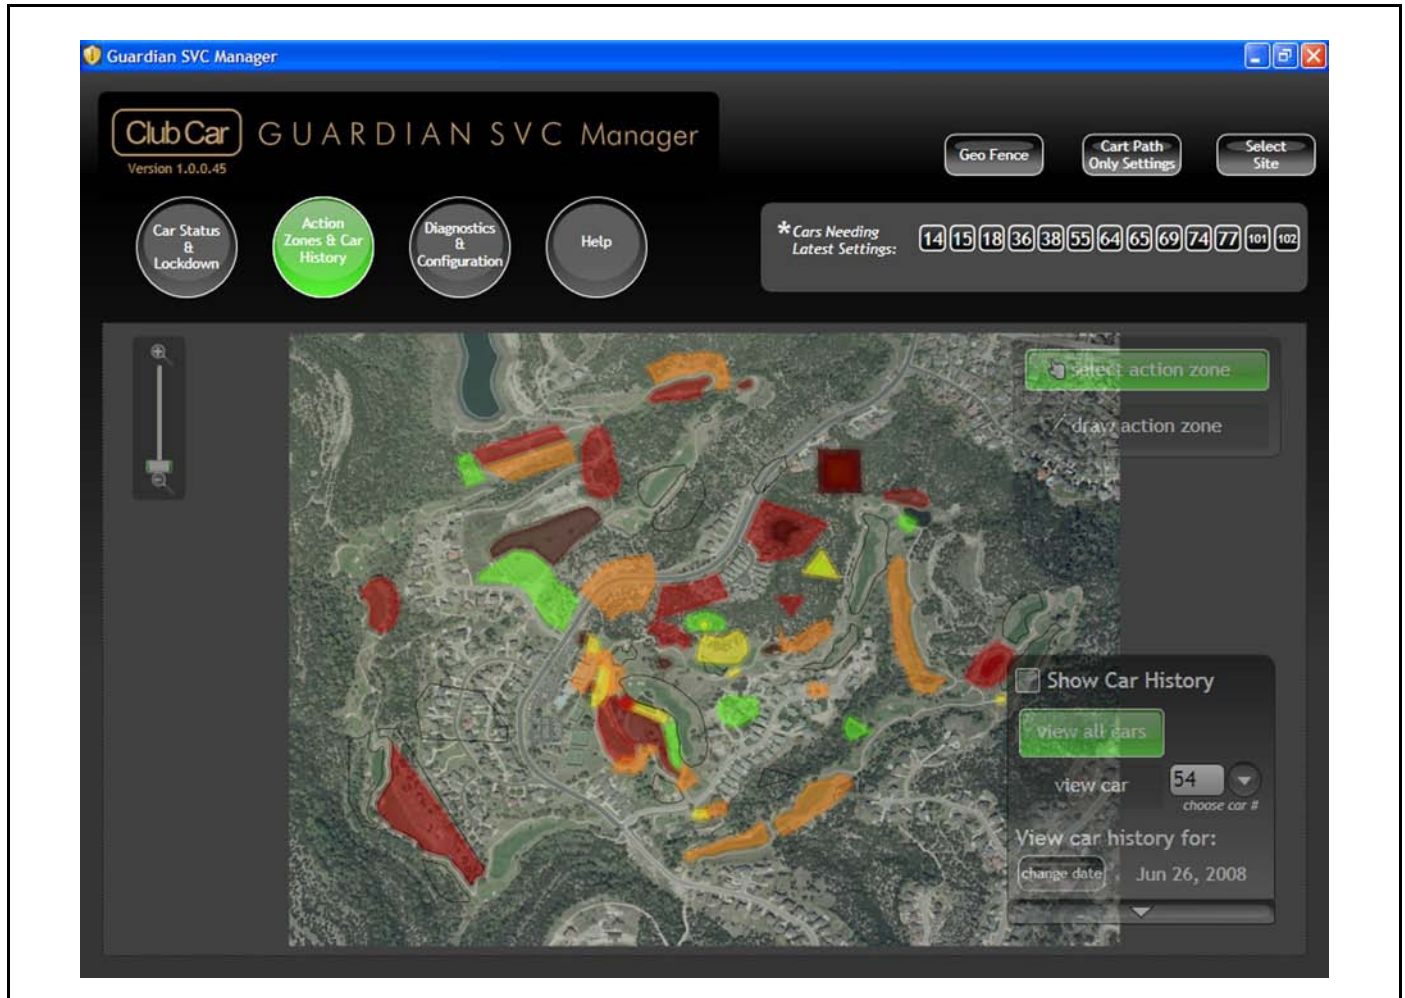 Guardian SVC Manager
Club Car
GUARDIAN SVC Manager
Version 1.0.0.45
Geo Fence
Cart Path
Only Settings
Select
Site
Car Status
&
Lockdown
Action
Zones & Car
History
Diagnostics
&
Configuration
Help
*Cars Needing
Latest Settings:
14 15 18 36 38 55 64 65 69 74 77 101 102
select action zone
draw action zone
Show Car History
view all cars
view car
54
choose car #
View car history for:
change date
Jun 26, 2008